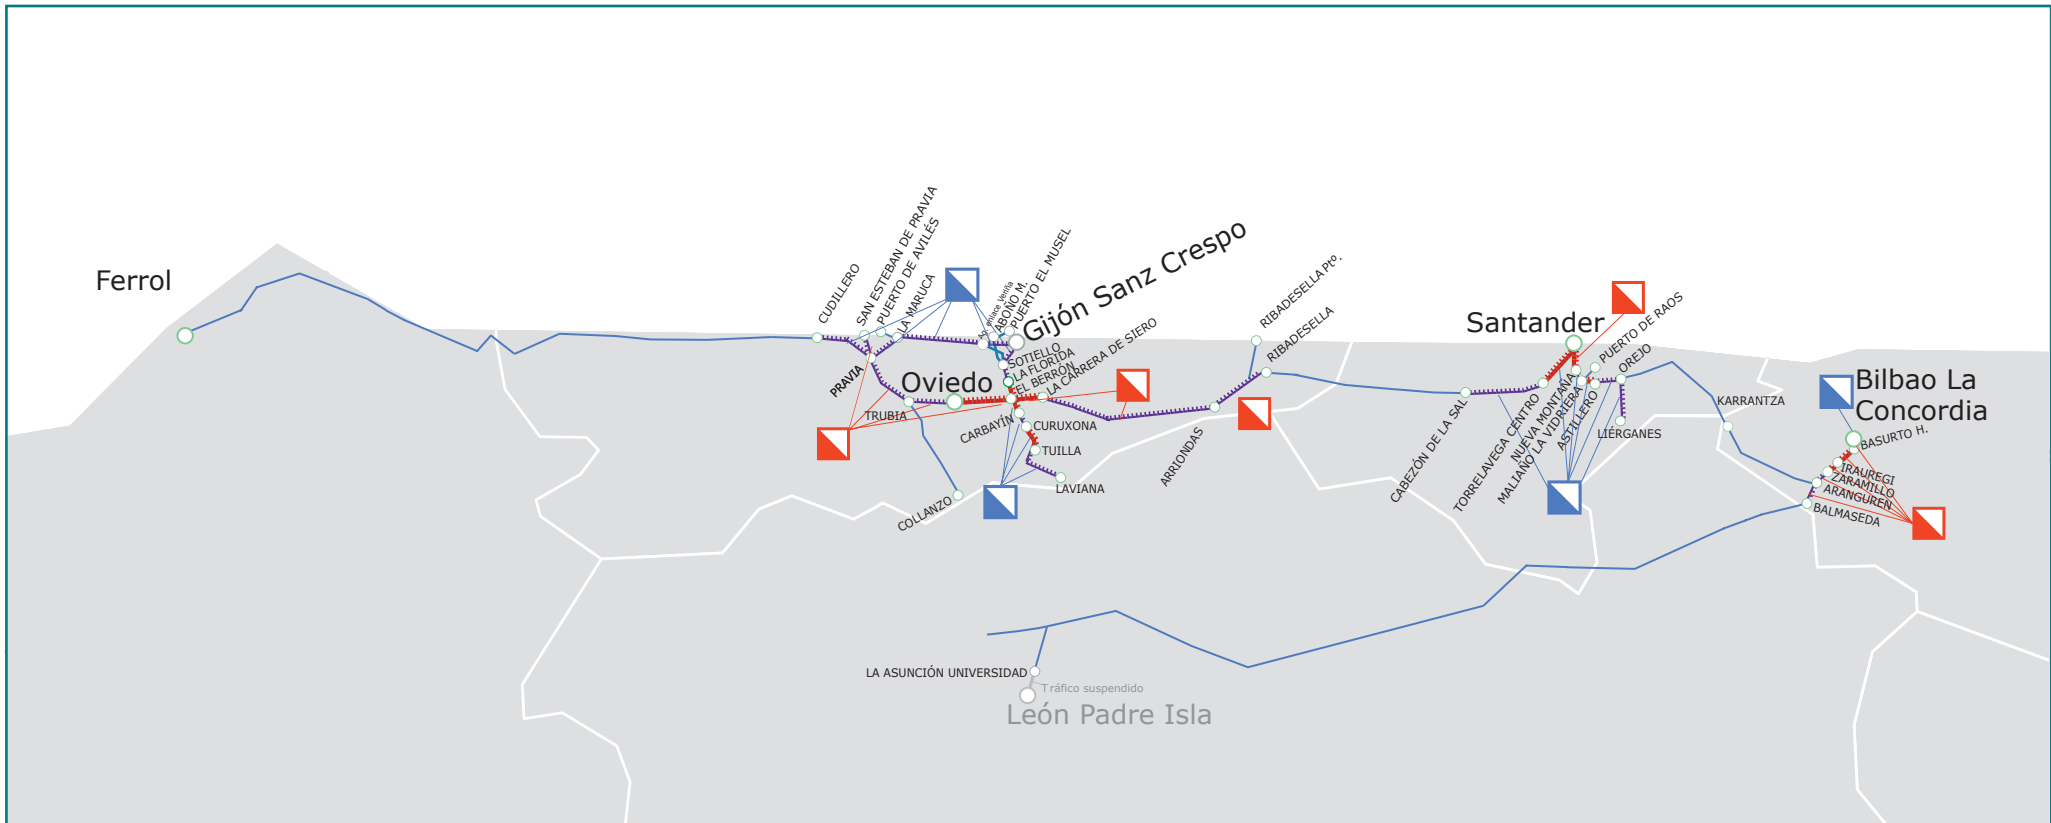 Ferrol
CUDILLERO
SAN ESTEBAN DE PRAVIA
PUERTO DE AVILÉS
LA MARUCA
Ag. enlace Veriña
ABOÑO M.
PUERTO EL MUSEL
Gijón Sanz Crespo
SOTIELLO
LA FLORIDA
EL BERRÓN
LA CARRERA DE SIERO
PRAVIA
Oviedo
TRUBIA
CARBAYÍN
CURUXONA
TUILLA
LAVIANA
COLLANZO
ARRIONDAS
RIBADESELLA Ptº.
RIBADESELLA
Santander
CABEZÓN DE LA SAL
TORRELAVEGA CENTRO
NUEVA MONTAÑA
MALIAÑO LA VIDRIERA
ASTILLERO
PUERTO DE RAOS
OREJO
LIÉRGANES
KARRANTZA
Bilbao La
Concordia
BASURTO H.
IRAUREGI
ZARAMILLO
ARANGUREN
BALMASEDA
LA ASUNCIÓN UNIVERSIDAD
Tráfico suspendido
León Padre Isla